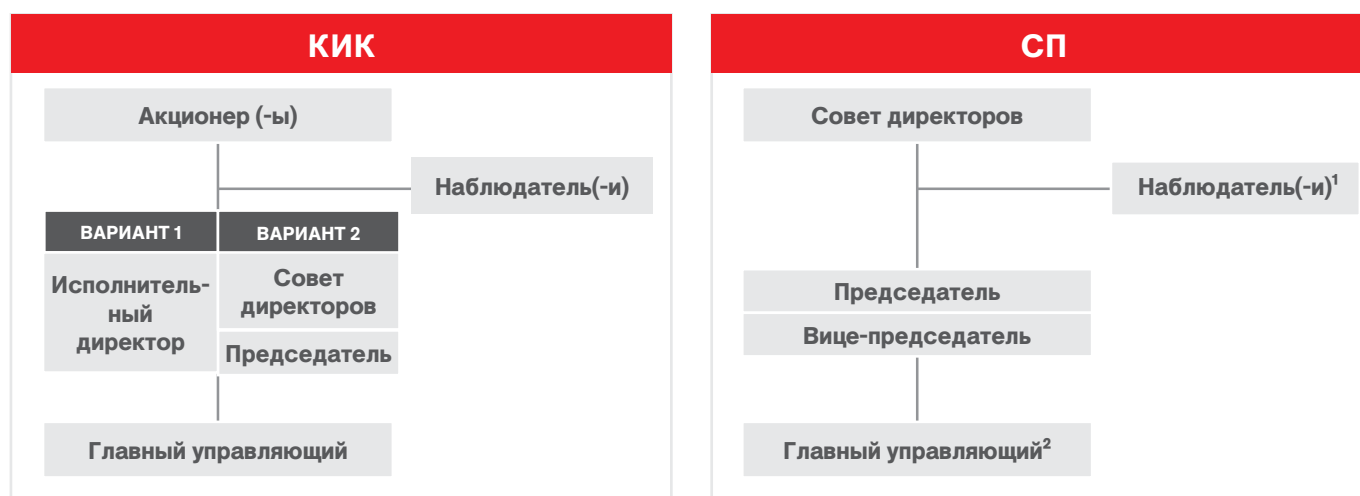 КИК
Акционер (-ы)
Наблюдатель(-и)
ВАРИАНТ 1
ВАРИАНТ 2
Исполнитель-
ный
директор
Совет
директоров
Председатель
Главный управляющий
СП
Совет директоров
Наблюдатель(-и)¹
Председатель
Вице-председатель
Главный управляющий²